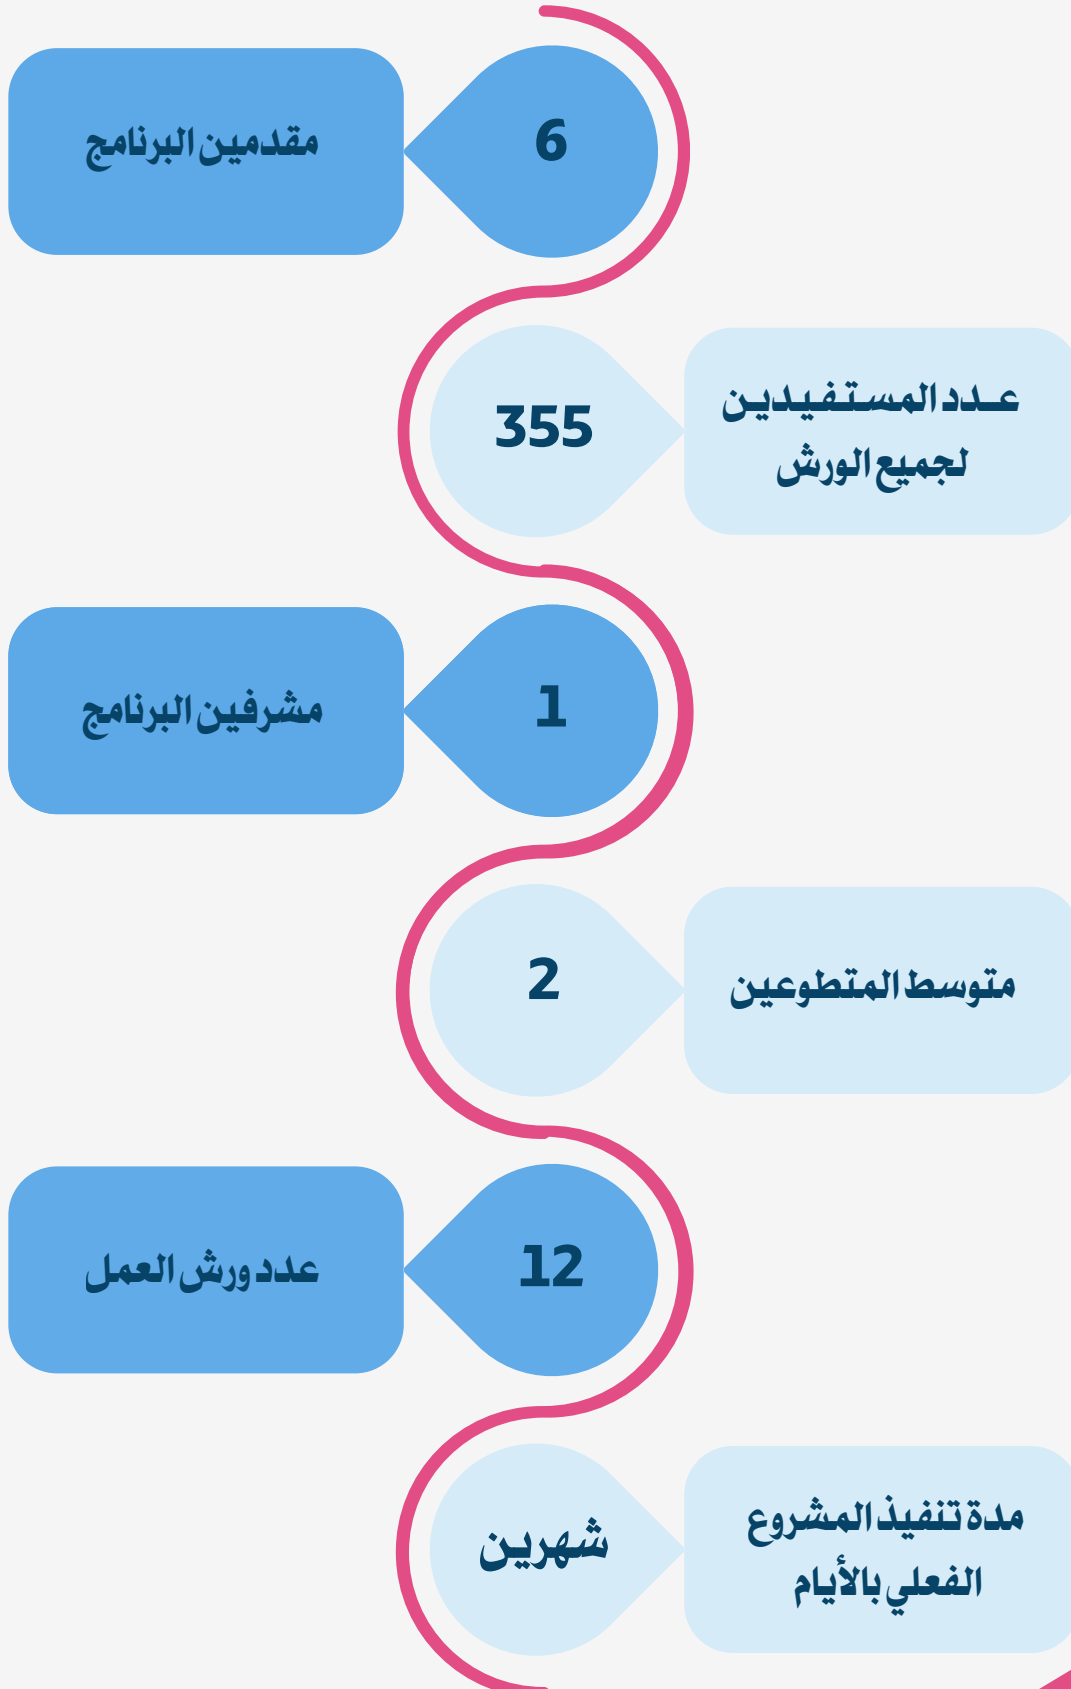 6
مقدمين البرنامج
عـدد المستفيدين
لجميع الورش
355
1
مشرفين البرنامج
متوسط المتطوعين
2
12
عدد ورش العمل
مدة تنفيذ المشروع
الفعلي بالأيام
شهرين